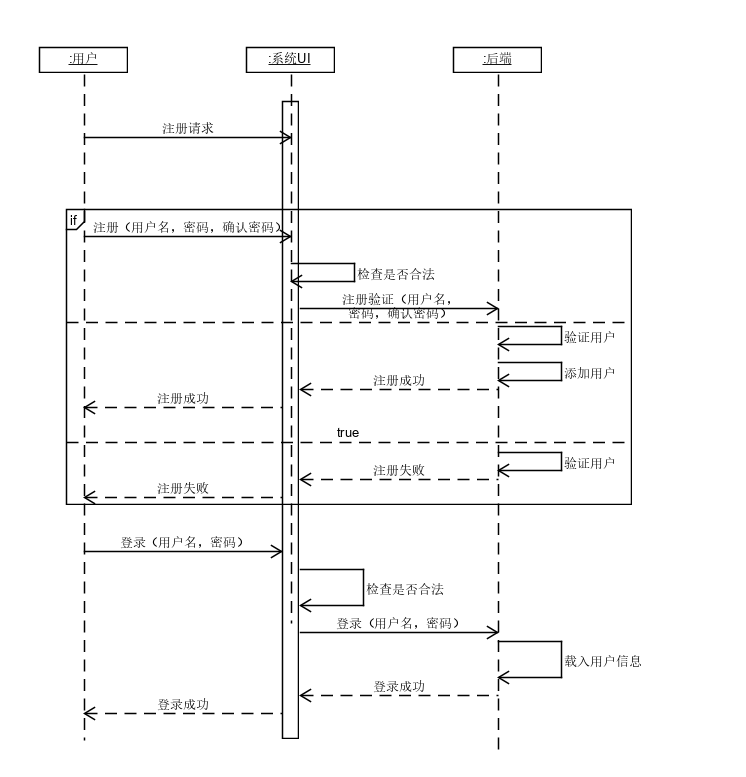 :用户
:系统UI
:后端
注册请求
if
注册（用户名，密码，确认密码）
检查是否合法
注册验证（用户名，
密码，确认密码）
验证用户
添加用户
注册成功
注册成功
true
验证用户
注册失败
注册失败
登录（用户名，密码）
检查是否合法
登录（用户名，密码）
载入用户信息
登录成功
登录成功